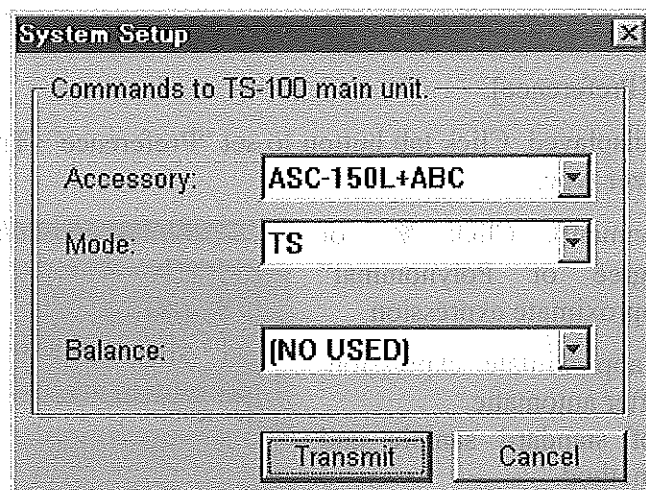 System Setup
Commands to TS-100 main unit.
Accessory: ASC-150L+ABC
Mode: TS
Balance: (NO USED)
Transmit Cancel